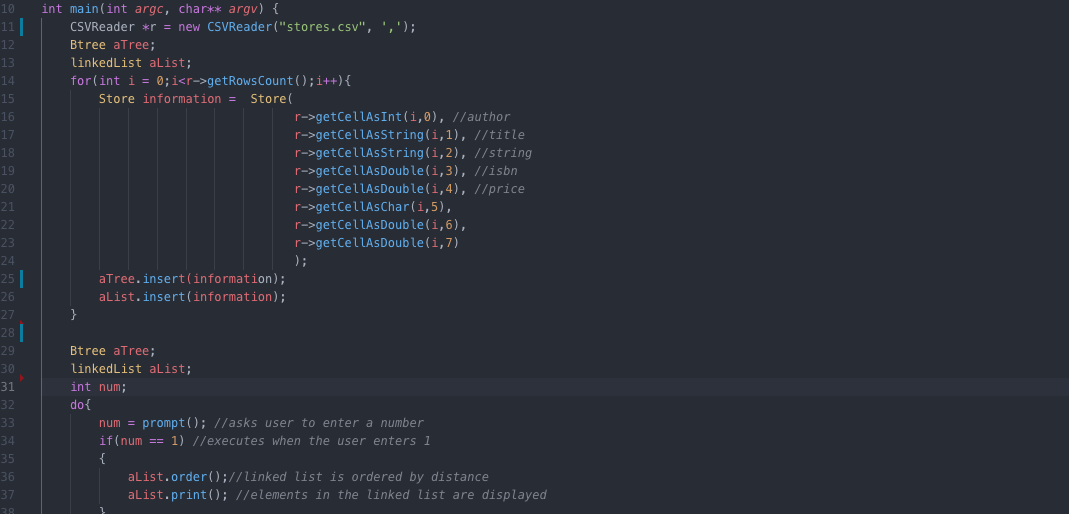 10 int main(int argc, char** argv) {
11 CSVReader *r = new CSVReader("stores.csv", ',');
12 Btree aTree;
13 linkedList aList;
14 for(int i = 0;i<r->getRowsCount();i++){
15 Store information =  Store(
16 r->getCellAsInt(i,0), //author
17 r->getCellAsString(i,1), //title
18 r->getCellAsString(i,2), //string
19 r->getCellAsDouble(i,3), //isbn
20 r->getCellAsDouble(i,4), //price
21 r->getCellAsChar(i,5),
22 r->getCellAsDouble(i,6),
23 r->getCellAsDouble(i,7)
24 );
25 aTree.insert(information);
26 aList.insert(information);
27 }
28
29 Btree aTree;
30 linkedList aList;
31 int num;
32 do{
33 num = prompt(); //asks user to enter a number
34 if(num == 1) //executes when the user enters 1
35 {
36 aList.order();//linked list is ordered by distance
37 aList.print(); //elements in the linked list are displayed
38 }